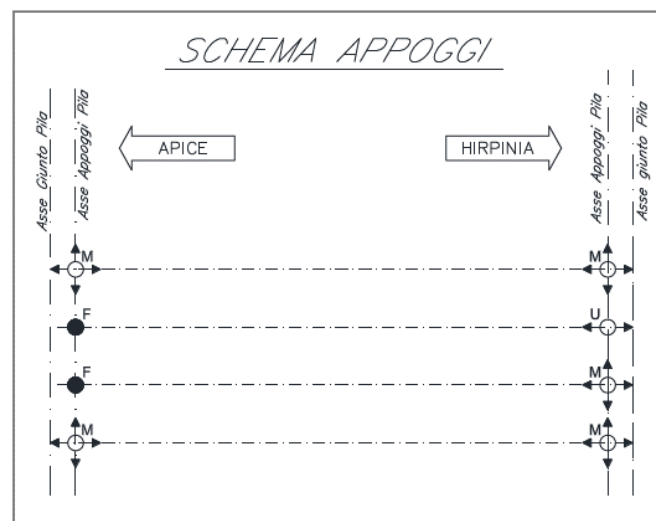 SCHEMA APPOGGI
Asse Giunto Pila
Asse Appoggi Pila
APICE
HIRPINIA
Asse Appoggi Pila
Asse giunto Pila
M
M
F
U
F
M
M
M